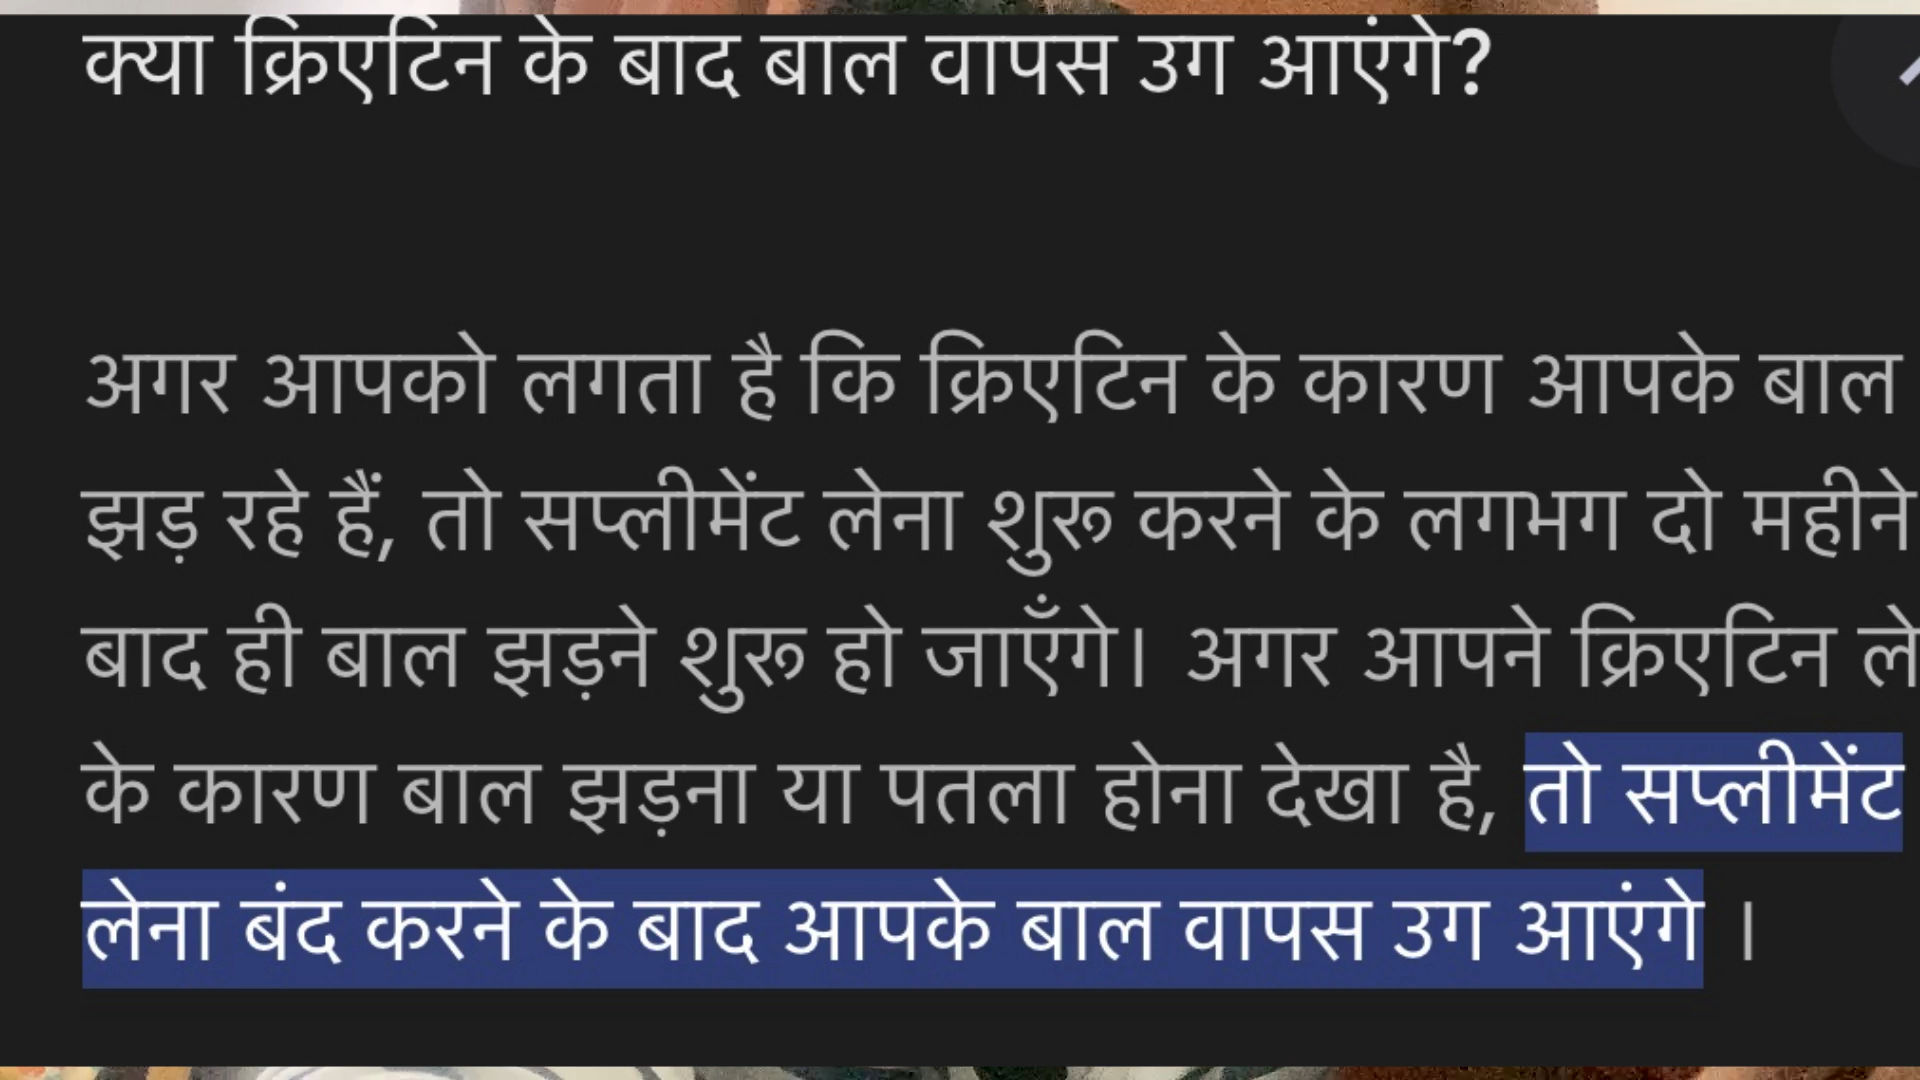 क्या क्रिएटिन के बाद बाल वापस उग आएंगे?
अगर आपको लगता है कि क्रिएटिन के कारण आपके बाल
झड़ रहे हैं, तो सप्लीमेंट लेना शुरू करने के लगभग दो महीने
बाद ही बाल झड़ने शुरू हो जाएँगे। अगर आपने क्रिएटिन ले
के कारण बाल झड़ना या पतला होना देखा है, तो सप्लीमेंट
लेना बंद करने के बाद आपके बाल वापस उग आएंगे ।